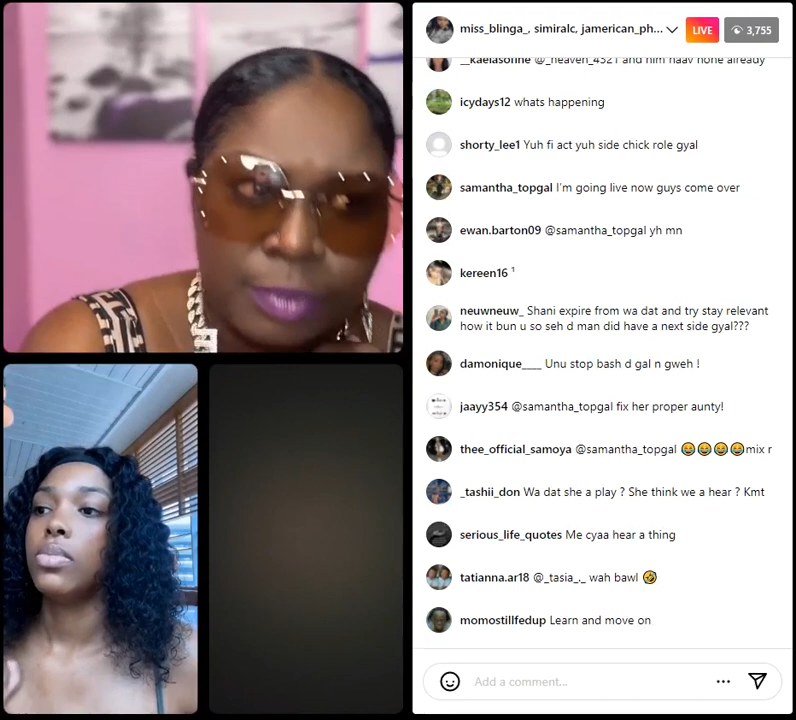 miss_blinga_, simiralc, jamerican_ph...
LIVE
3,755
__kaelasofine @_heaven_4321 and him naav none already
icydays12 whats happening
shorty_lee1 Yuh fi act yuh side chick role gyal
samantha_topgal I'm going live now guys come over
ewan.barton09 @samantha_topgal yh mn
kereen16 ¹
neuwneuw_ Shani expire from wa dat and try stay relevant
how it bun u so seh d man did have a next side gyal???
damonique____ Unu stop bash d gal n gweh !
jaayy354 @samantha_topgal fix her proper aunty!
thee_official_samoya @samantha_topgal 😂😂😂😂mix r
_tashii_don Wa dat she a play ? She think we a hear ? Kmt
serious_life_quotes Me cyaa hear a thing
tatianna.ar18 @_tasia_._ wah bawl 🤣
momostillfedup Learn and move on
Add a comment...